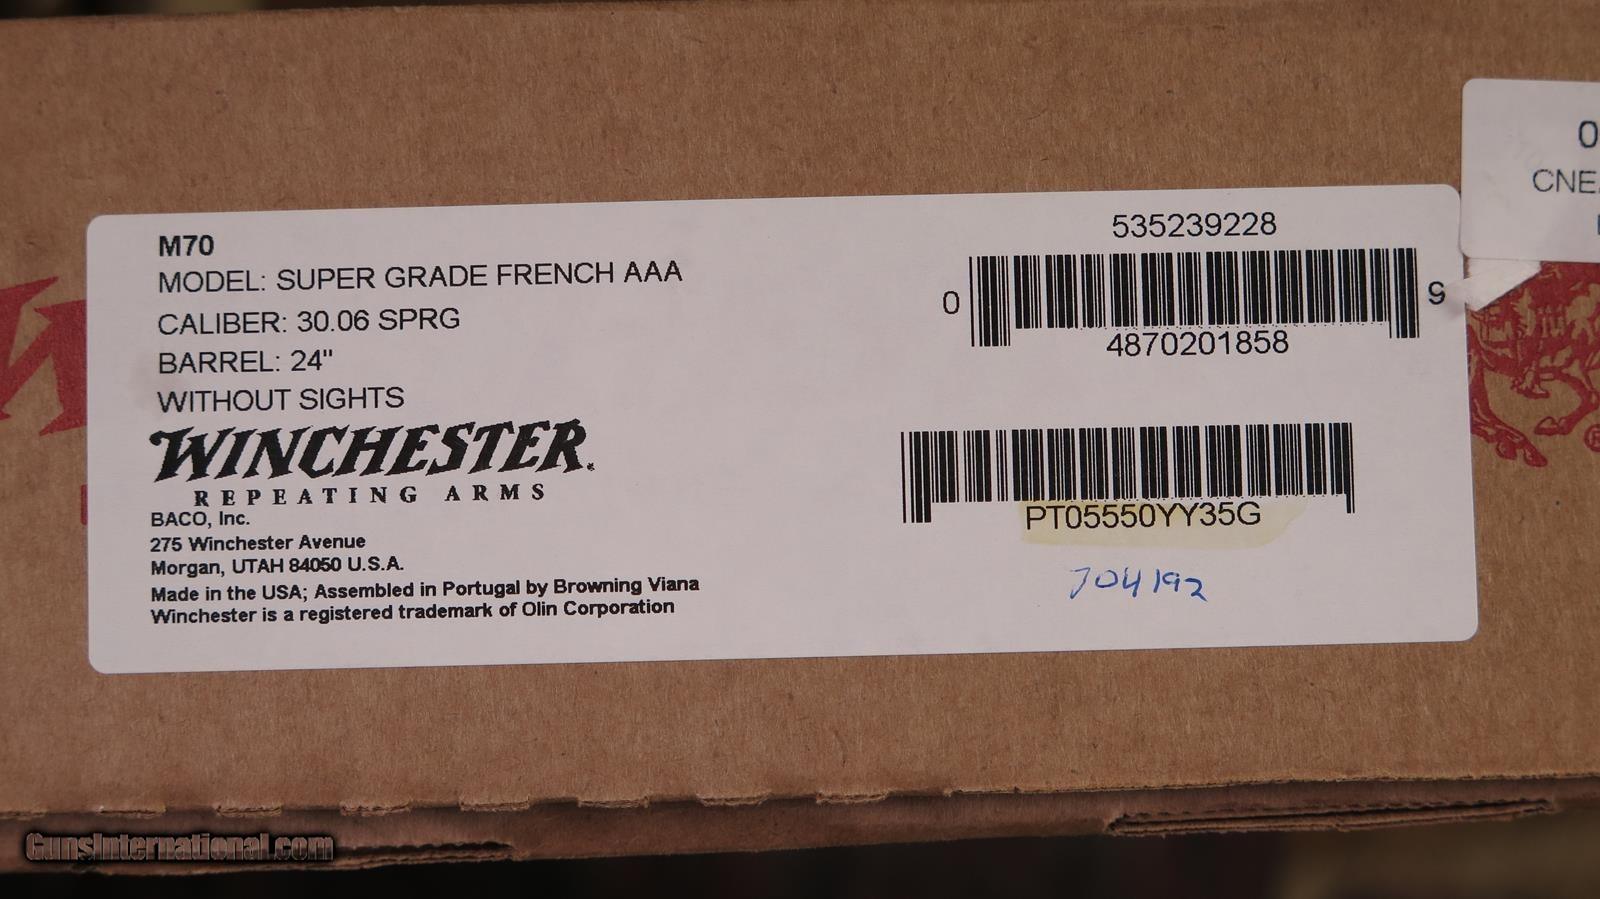 M70
MODEL: SUPER GRADE FRENCH AAA
CALIBER: 30.06 SPRG
BARREL: 24"
WITHOUT SIGHTS
WINCHESTER.
REPEATING ARMS
BACO, Inc.
275 Winchester Avenue
Morgan, UTAH 84050 U.S.A.
Made in the USA; Assembled in Portugal by Browning Viana
Winchester is a registered trademark of Olin Corporation
535239228
0 4870201858 9
PT05550YY35G
704192
0
CNE
GunsInternational.com